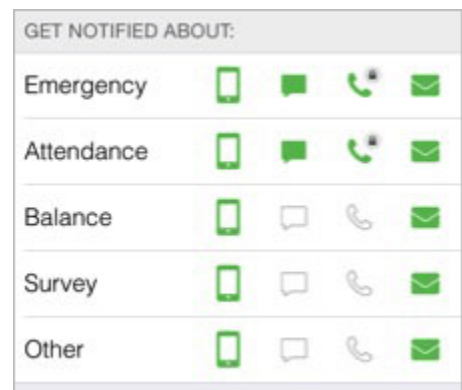 GET NOTIFIED ABOUT:
Emergency
Attendance
Balance
Survey
Other